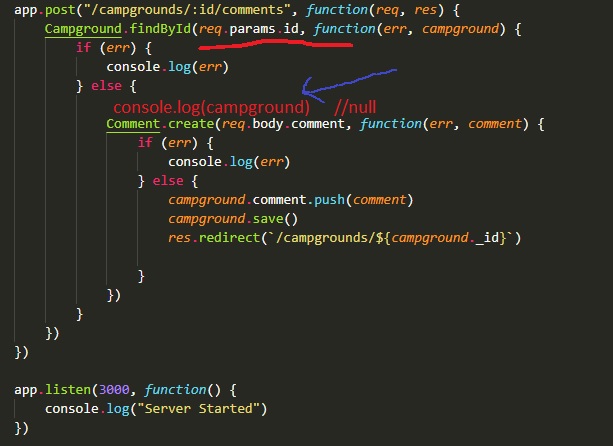 app.post("/campgrounds/:id/comments", function(req, res) {
Campground.findById(req.params.id, function(err, campground) {
if (err) {
console.log(err)
} else {
console.log(campground) //null
Comment.create(req.body.comment, function(err, comment) {
if (err) {
console.log(err)
} else {
campground.comment.push(comment)
campground.save()
res.redirect(`/campgrounds/${campground._id}`)
}
})
}
})
})
app.listen(3000, function() {
console.log("Server Started")
})